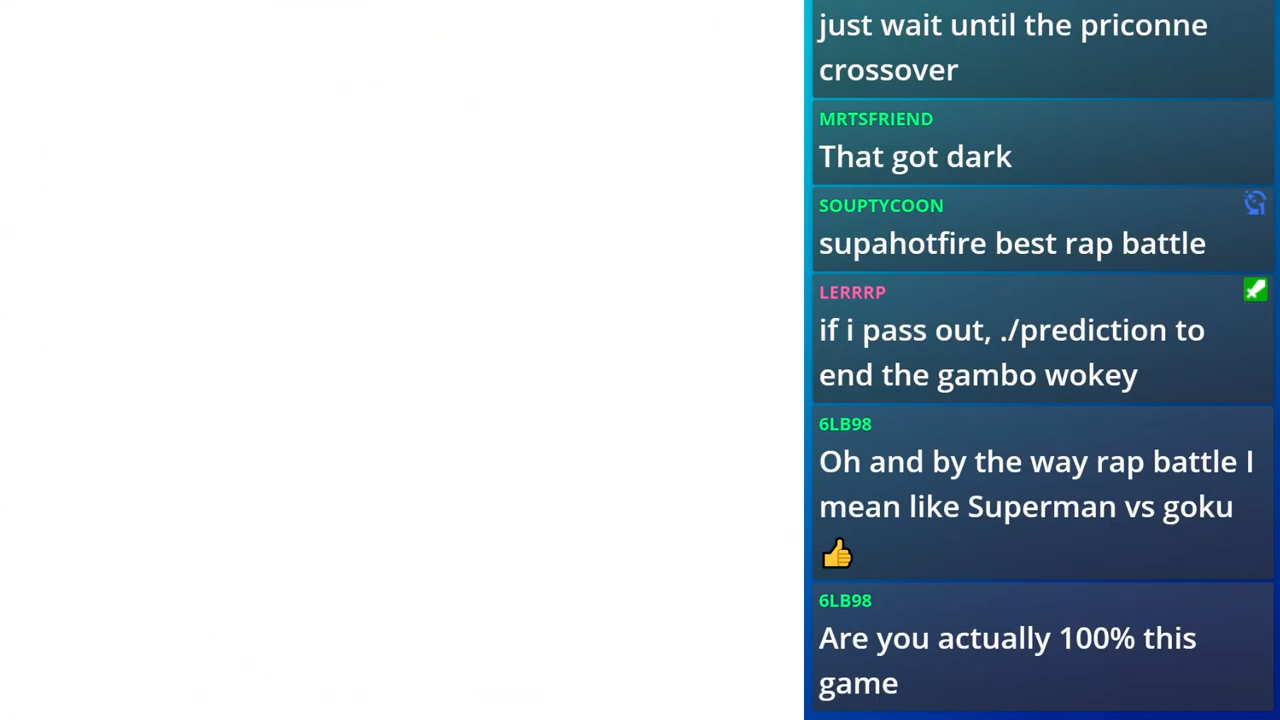 just wait until the priconne
crossover
MRTSFRIEND
That got dark
SOUPTYCOON
supahotfire best rap battle
LERRRP
if i pass out, ./prediction to
end the gambo wokey
6LB98
Oh and by the way rap battle I
mean like Superman vs goku
👍
6LB98
Are you actually 100% this
game